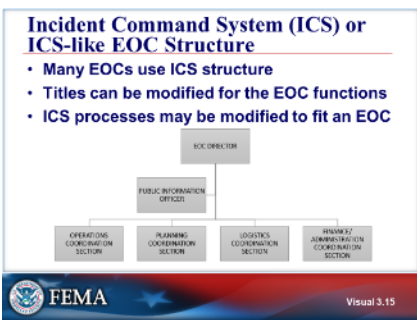 Incident Command System (ICS) or
ICS-like EOC Structure
• Many EOCs use ICS structure
• Titles can be modified for the EOC functions
• ICS processes may be modified to fit an EOC
EOC DIRECTOR
PUBLIC INFORMATION
OFFICER
OPERATIONS
COORDINATION
SECTION
PLANNING
COORDINATION
SECTION
LOGISTICS
COORDINATION
SECTION
FINANCE/
ADMINISTRATION
COORDINATION
SECTION
FEMA
Visual 3.15